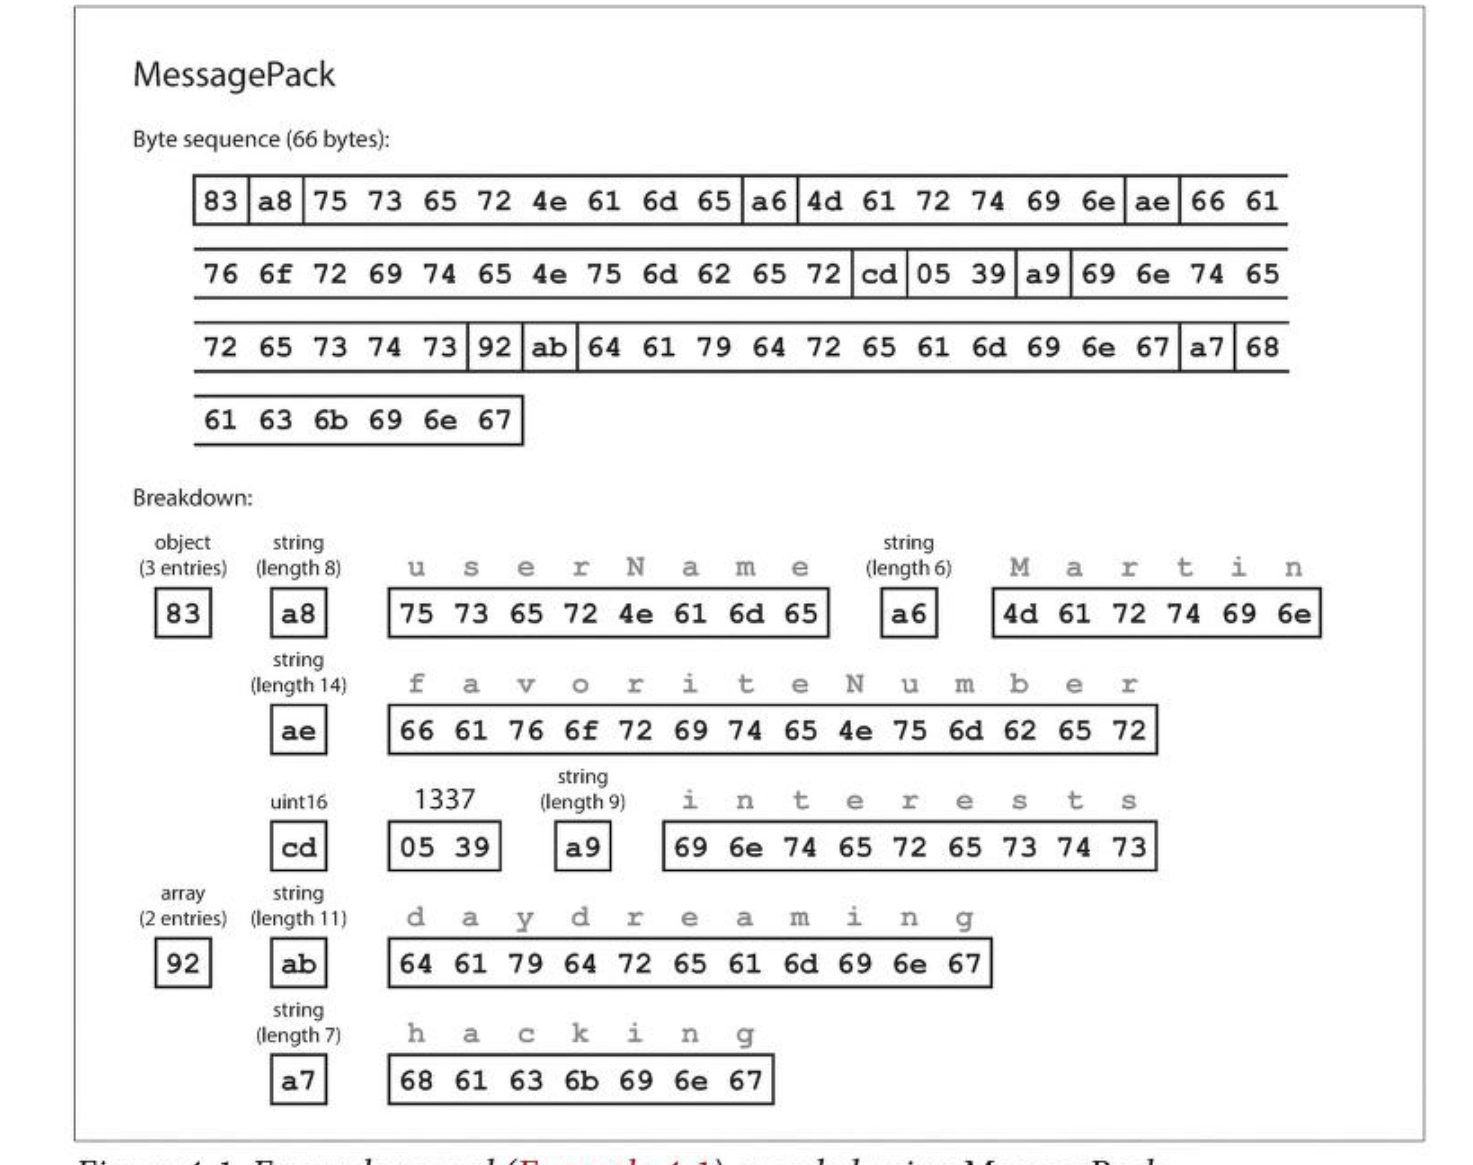 MessagePack
Byte sequence (66 bytes):
83 a8 75 73 65 72 4e 61 6d 65 a6 4d 61 72 74 69 6e ae 66 61
76 6f 72 69 74 65 4e 75 6d 62 65 72 cd 05 39 a9 69 6e 74 65
72 65 73 74 73 92 ab 64 61 79 64 72 65 61 6d 69 6e 67 a7 68
61 63 6b 69 6e 67
Breakdown:
object string string
(3 entries) (length 8) u s e r N a m e (length 6) M a r t i n
83 a8 75 73 65 72 4e 61 6d 65 a6 4d 61 72 74 69 6e
string
(length 14) f a v o r i t e N u m b e r
ae 66 61 76 6f 72 69 74 65 4e 75 6d 62 65 72
string
uint16 1337 (length 9) i n t e r e s t s
cd 05 39 a9 69 6e 74 65 72 65 73 74 73
array string
(2 entries) (length 11) d a y d r e a m i n g
92 ab 64 61 79 64 72 65 61 6d 69 6e 67
string
(length 7) h a c k i n g
a7 68 61 63 6b 69 6e 67